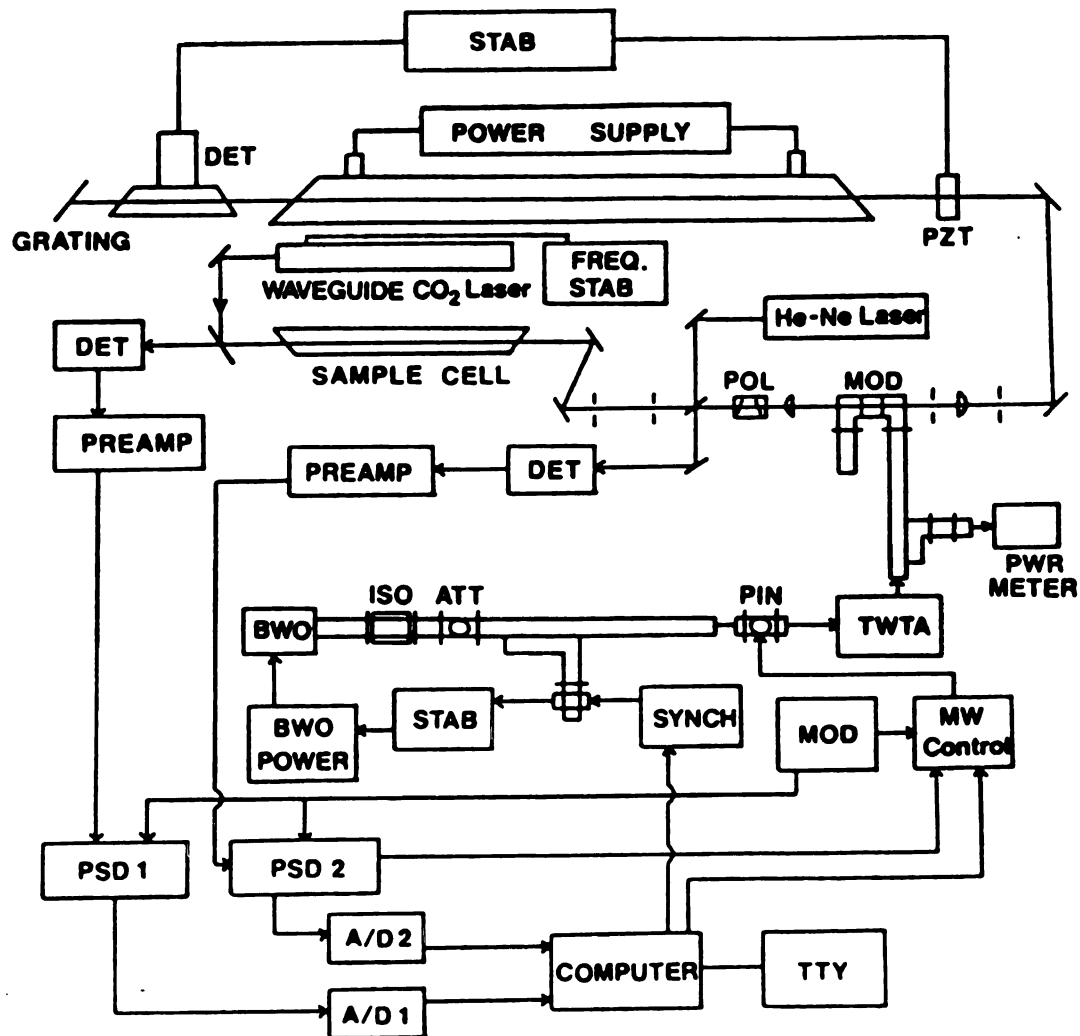 STAB
POWER SUPPLY
DET
GRATING
PZT
WAVEGUIDE CO₂ Laser
FREQ.
STAB
He-Ne Laser
DET
SAMPLE CELL
POL
MOD
PREAMP
PREAMP
DET
PWR
METER
ISO
ATT
PIN
BWO
TWTA
BWO
POWER
STAB
SYNCH
MOD
MW
Control
PSD 1
PSD 2
A/D 2
COMPUTER
TTY
A/D 1